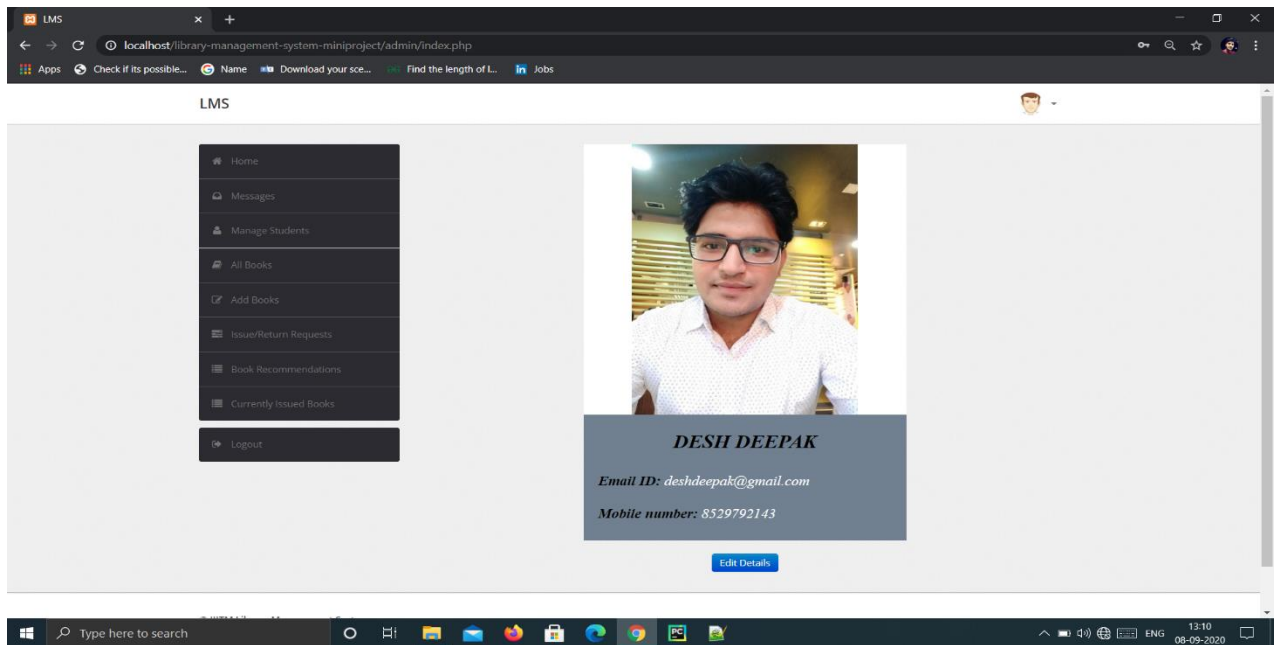 LMS
localhost/library-management-system-miniproject/admin/index.php
Apps Check if its possible... Name Download your sce... Find the length of l... Jobs
LMS
Home
Messages
Manage Students
All Books
Add Books
Issue/Return Requests
Book Recommendations
Currently Issued Books
Logout
DESH DEEPAK
Email ID: deshdeepak@gmail.com
Mobile number: 8529792143
Edit Details
Type here to search
ENG
13:10
08-09-2020